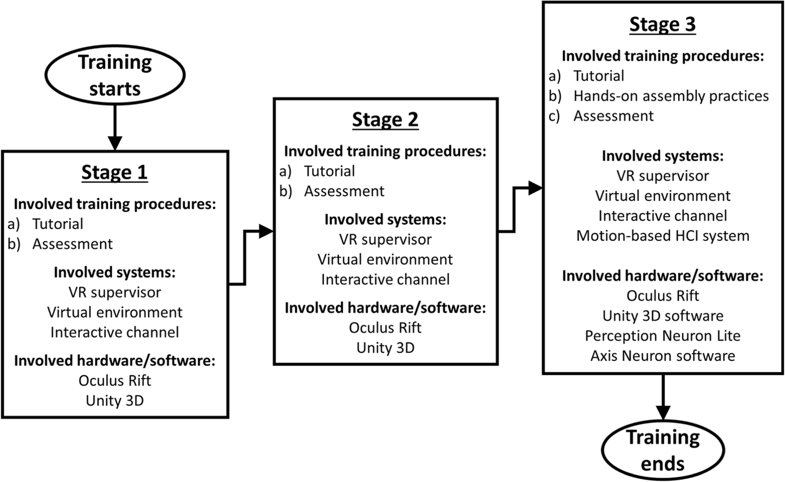 Training
starts
Stage 1
Involved training procedures:
a) Tutorial
b) Assessment
Involved systems:
VR supervisor
Virtual environment
Interactive channel
Involved hardware/software:
Oculus Rift
Unity 3D
Stage 2
Involved training procedures:
a) Tutorial
b) Assessment
Involved systems:
VR supervisor
Virtual environment
Interactive channel
Involved hardware/software:
Oculus Rift
Unity 3D
Stage 3
Involved training procedures:
a) Tutorial
b) Hands-on assembly practices
c) Assessment
Involved systems:
VR supervisor
Virtual environment
Interactive channel
Motion-based HCI system
Involved hardware/software:
Oculus Rift
Unity 3D software
Perception Neuron Lite
Axis Neuron software
Training
ends